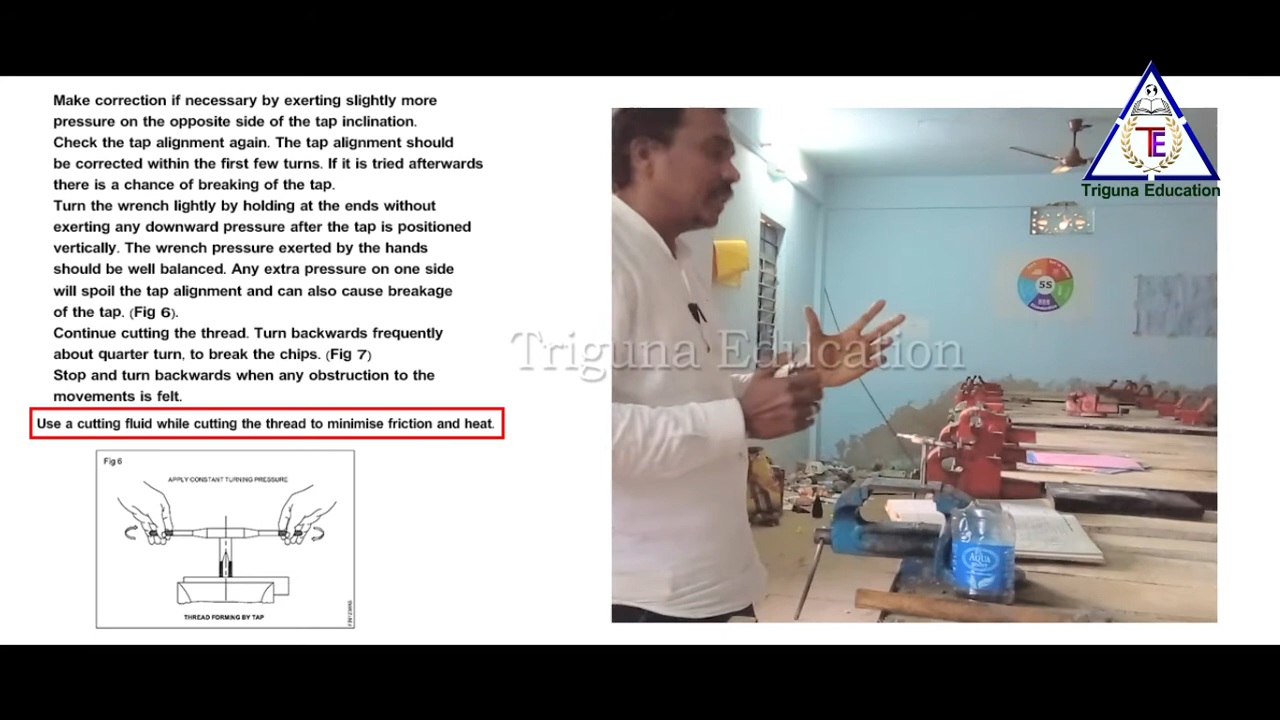 Make correction if necessary by exerting slightly more
pressure on the opposite side of the tap inclination.
Check the tap alignment again. The tap alignment should
be corrected within the first few turns. If it is tried afterwards
there is a chance of breaking of the tap.
Turn the wrench lightly by holding at the ends without
exerting any downward pressure after the tap is positioned
vertically. The wrench pressure exerted by the hands
should be well balanced. Any extra pressure on one side
will spoil the tap alignment and can also cause breakage
of the tap. (Fig 6).
Continue cutting the thread. Turn backwards frequently
about quarter turn, to break the chips. (Fig 7)
Stop and turn backwards when any obstruction to the
movements is felt.
Use a cutting fluid while cutting the thread to minimise friction and heat.
Fig 6
APPLY CONSTANT TURNING PRESSURE
THREAD FORMING BY TAP
TE
Triguna Education
Triguna Education
5S
AQUA